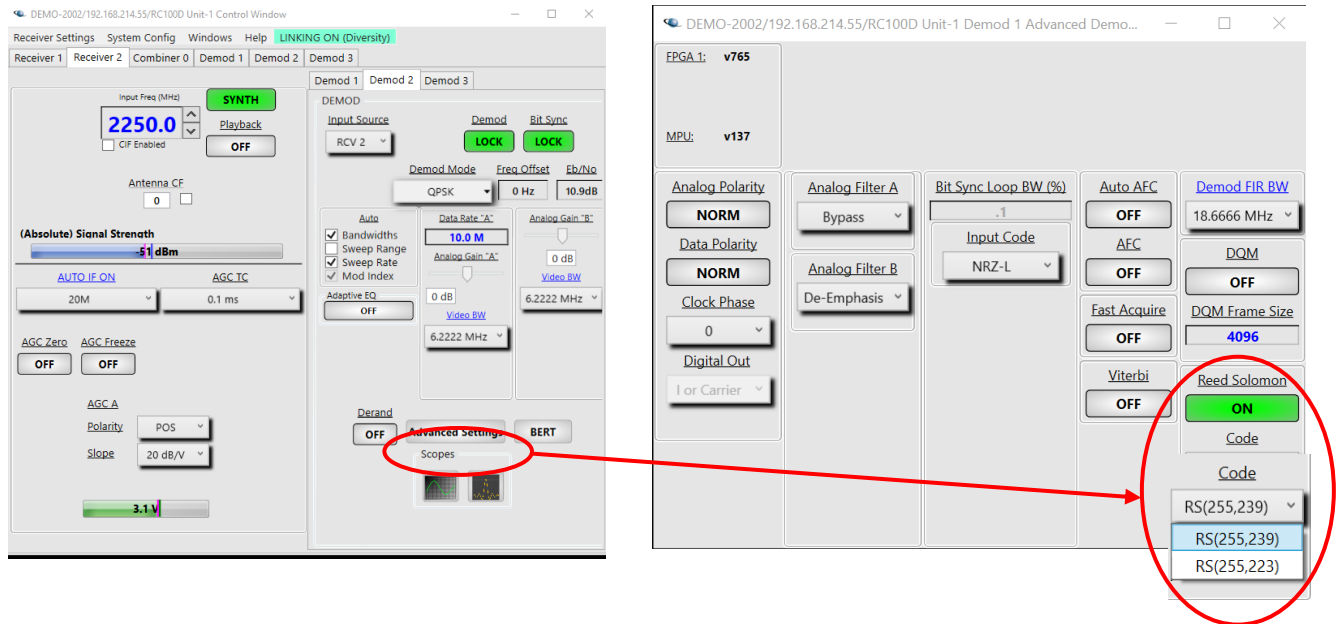 DEMO-2002/192.168.214.55/RC100D Unit-1 Control Window
Receiver Settings System Config Windows Help LINKING ON (Diversity)
Receiver 1 Receiver 2 Combiner 0 Demod 1 Demod 2 Demod 3
Input Freq (MHz)
SYNTH
2250.0
Playback
CIF Enabled
OFF
Antenna CF
0
(Absolute) Signal Strength
-51 dBm
AUTO IF ON AGC TC
20M 0.1 ms
AGC Zero AGC Freeze
OFF OFF
AGC A
Polarity POS
Slope 20 dB/V
3.1 V
Demod 1 Demod 2 Demod 3
DEMOD
Input Source Demod Bit Sync
RCV 2 LOCK LOCK
Demod Mode Freq Offset Eb/No
QPSK 0 Hz 10.9dB
Auto
Bandwidths
Sweep Range
Sweep Rate
Mod Index
Adaptive EQ
OFF
Data Rate "A"
10.0 M
Analog Gain "A"
0 dB
Video BW
6.2222 MHz
Analog Gain "B"
0 dB
Video BW
6.2222 MHz
Derand
OFF Advanced Settings BERT
Scopes
DEMO-2002/192.168.214.55/RC100D Unit-1 Demod 1 Advanced Demo...
FPGA 1: v765
MPU: v137
Analog Polarity
NORM
Data Polarity
NORM
Clock Phase
0
Digital Out
I or Carrier
Analog Filter A
Bypass
Analog Filter B
De-Emphasis
Bit Sync Loop BW (%)
.1
Input Code
NRZ-L
Auto AFC
OFF
AFC
OFF
Fast Acquire
OFF
Viterbi
OFF
Demod FIR BW
18.6666 MHz
DQM
OFF
DQM Frame Size
4096
Reed Solomon
ON
Code
Code
RS(255,239)
RS(255,239)
RS(255,223)